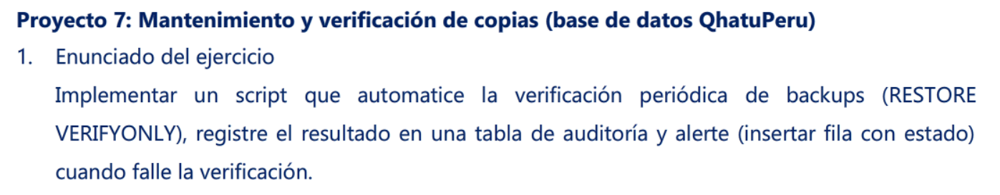 Proyecto 7: Mantenimiento y verificación de copias (base de datos QhatuPeru)
1. Enunciado del ejercicio
Implementar un script que automatice la verificación periódica de backups (RESTORE
VERIFYONLY), registre el resultado en una tabla de auditoría y alerte (insertar fila con estado)
cuando falle la verificación.